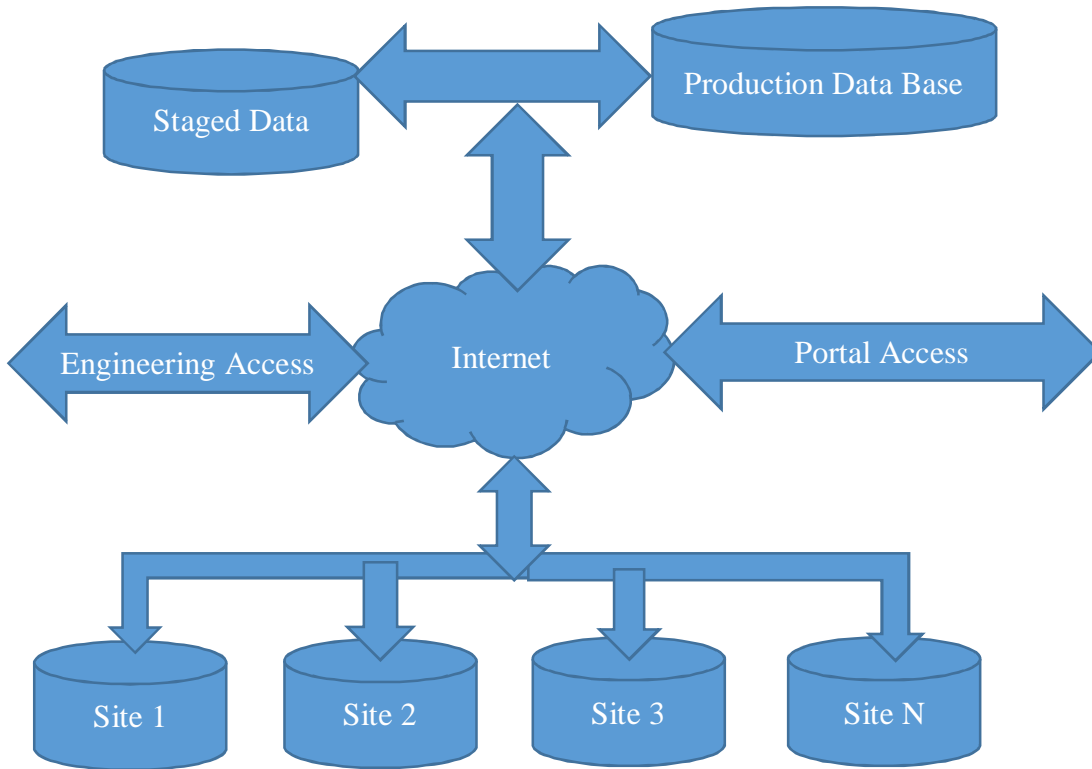 Staged Data
Production Data Base
Engineering Access
Internet
Portal Access
Site 1
Site 2
Site 3
Site N